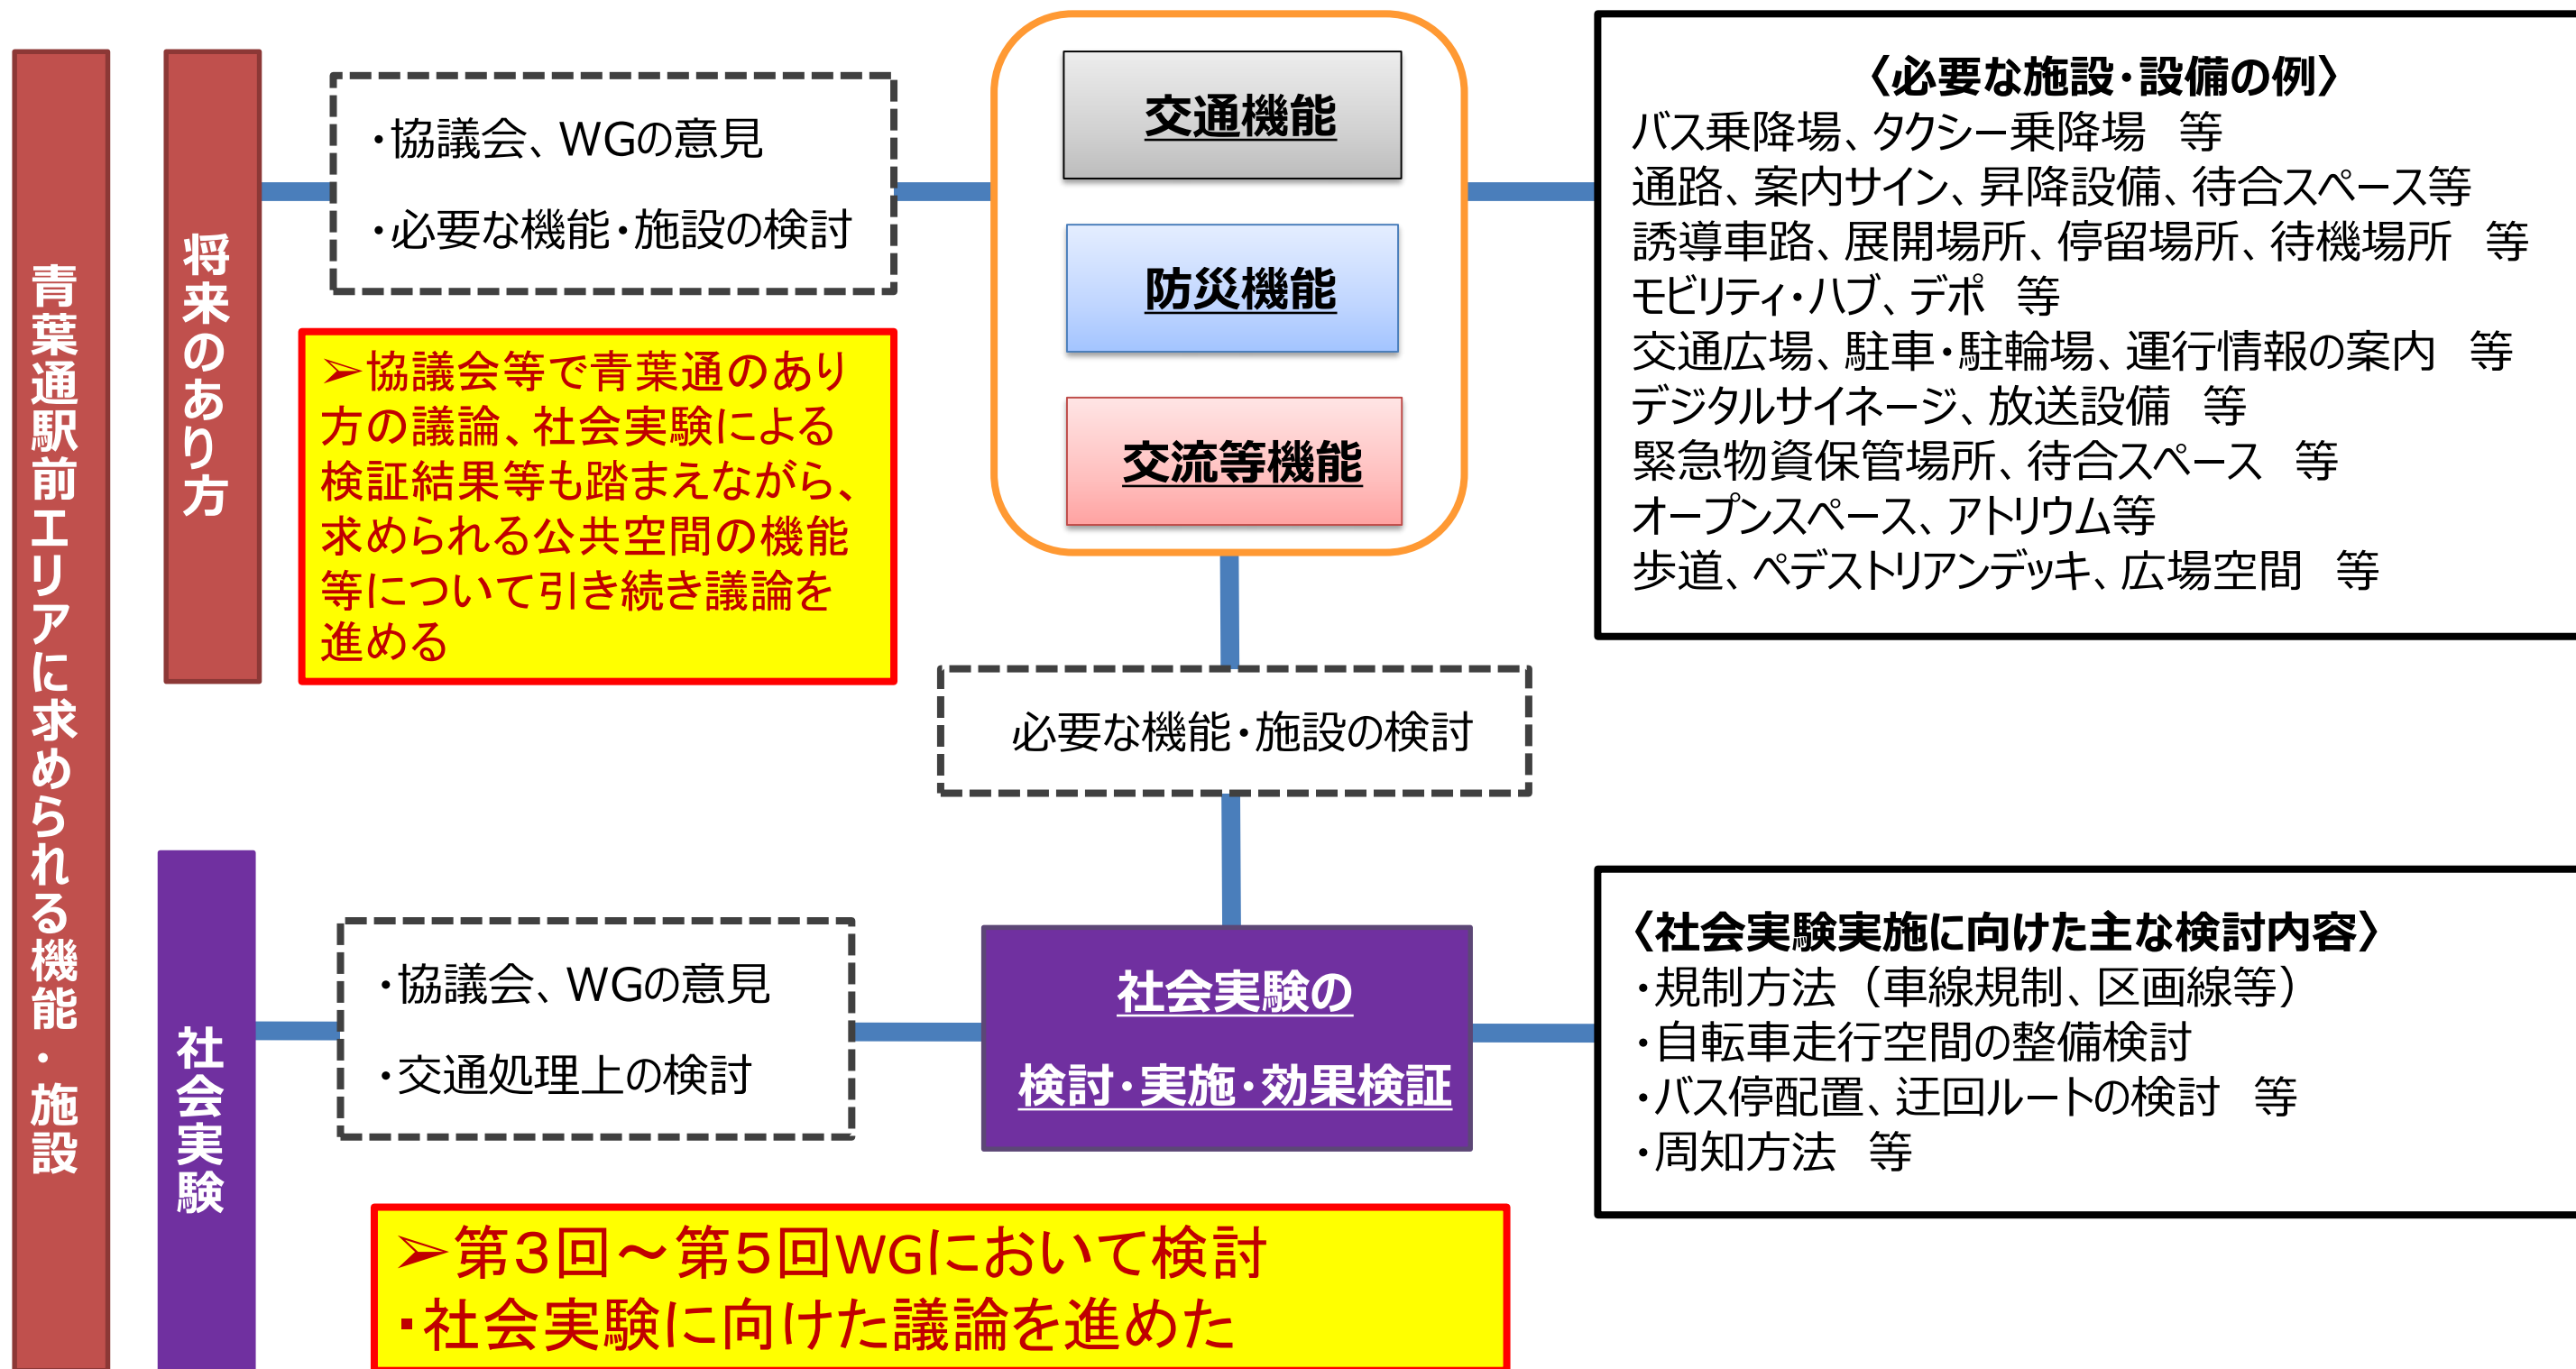 青葉通駅前エリアに求められる機能・施設
将来のあり方
・協議会、WGの意見
・必要な機能・施設の検討
➢協議会等で青葉通のあり
方の議論、社会実験による
検証結果等も踏まえながら、
求められる公共空間の機能
等について引き続き議論を
進める
交通機能
防災機能
交流等機能
〈必要な施設・設備の例〉
バス乗降場、タクシー乗降場　等
通路、案内サイン、昇降設備、待合スペース等
誘導車路、展開場所、停留場所、待機場所　等
モビリティ・ハブ、デポ　等
交通広場、駐車・駐輪場、運行情報の案内　等
デジタルサイネージ、放送設備　等
緊急物資保管場所、待合スペース　等
オープンスペース、アトリウム等
歩道、ペデストリアンデッキ、広場空間　等
必要な機能・施設の検討
社会実験
・協議会、WGの意見
・交通処理上の検討
社会実験の
検討・実施・効果検証
〈社会実験実施に向けた主な検討内容〉
・規制方法（車線規制、区画線等）
・自転車走行空間の整備検討
・バス停配置、迂回ルートの検討　等
・周知方法　等
➢第３回～第５回WGにおいて検討
・社会実験に向けた議論を進めた